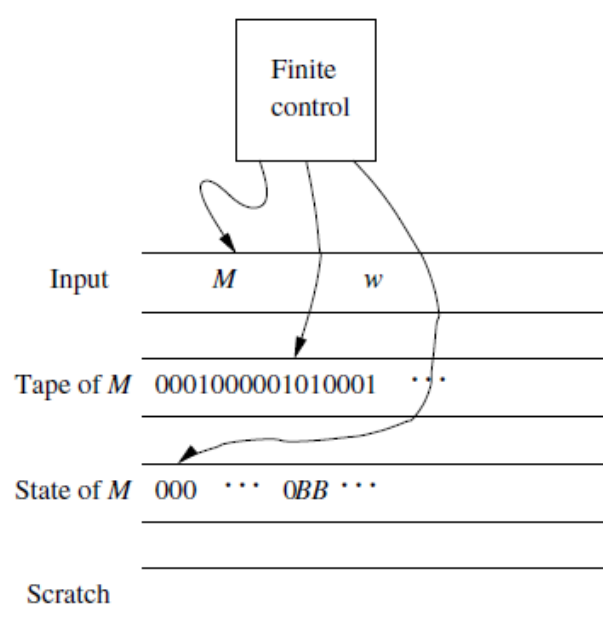 Finite
control
Input M w
Tape of M 0001000001010001 ···
State of M 000 ··· 0BB ···
Scratch